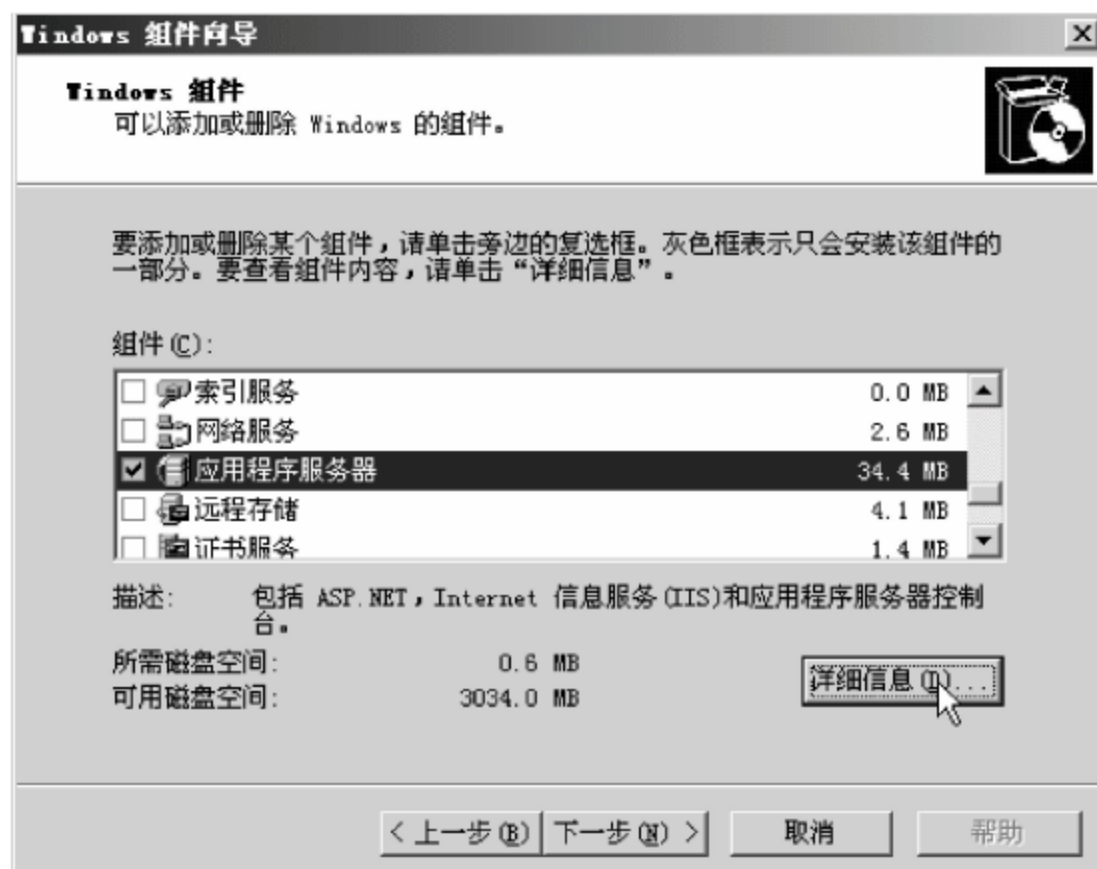 Windows 组件向导
Windows 组件
可以添加或删除 Windows 的组件。
要添加或删除某个组件，请单击旁边的复选框。灰色框表示只会安装该组件的
一部分。要查看组件内容，请单击“详细信息”。
组件(C):
索引服务 0.0 MB
网络服务 2.6 MB
应用程序服务器 34.4 MB
远程存储 4.1 MB
证书服务 1.4 MB
描述: 包括 ASP.NET，Internet 信息服务(IIS)和应用程序服务器控制
台。
所需磁盘空间: 0.6 MB
可用磁盘空间: 3034.0 MB
详细信息(D)...
< 上一步(B) 下一步(N) > 取消 帮助